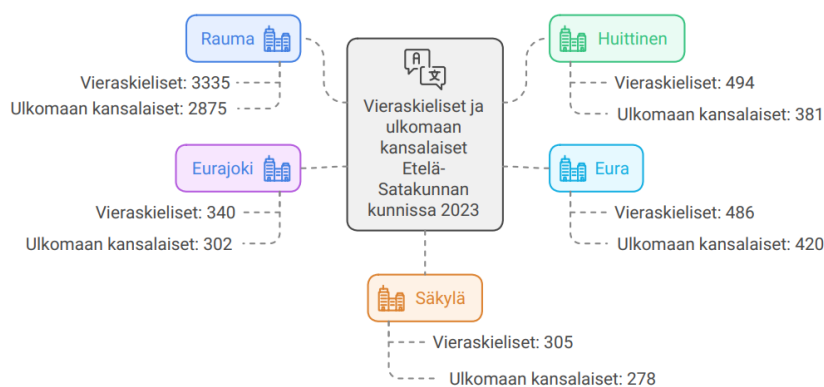 Rauma
Vieraskieliset: 3335
Ulkomaan kansalaiset: 2875
Eurajoki
Vieraskieliset: 340
Ulkomaan kansalaiset: 302
A
文
Vieraskieliset ja
ulkomaan
kansalaiset
Etelä-
Satakunnan
kunnissa 2023
Huittinen
Vieraskieliset: 494
Ulkomaan kansalaiset: 381
Eura
Vieraskieliset: 486
Ulkomaan kansalaiset: 420
Säkylä
Vieraskieliset: 305
Ulkomaan kansalaiset: 278